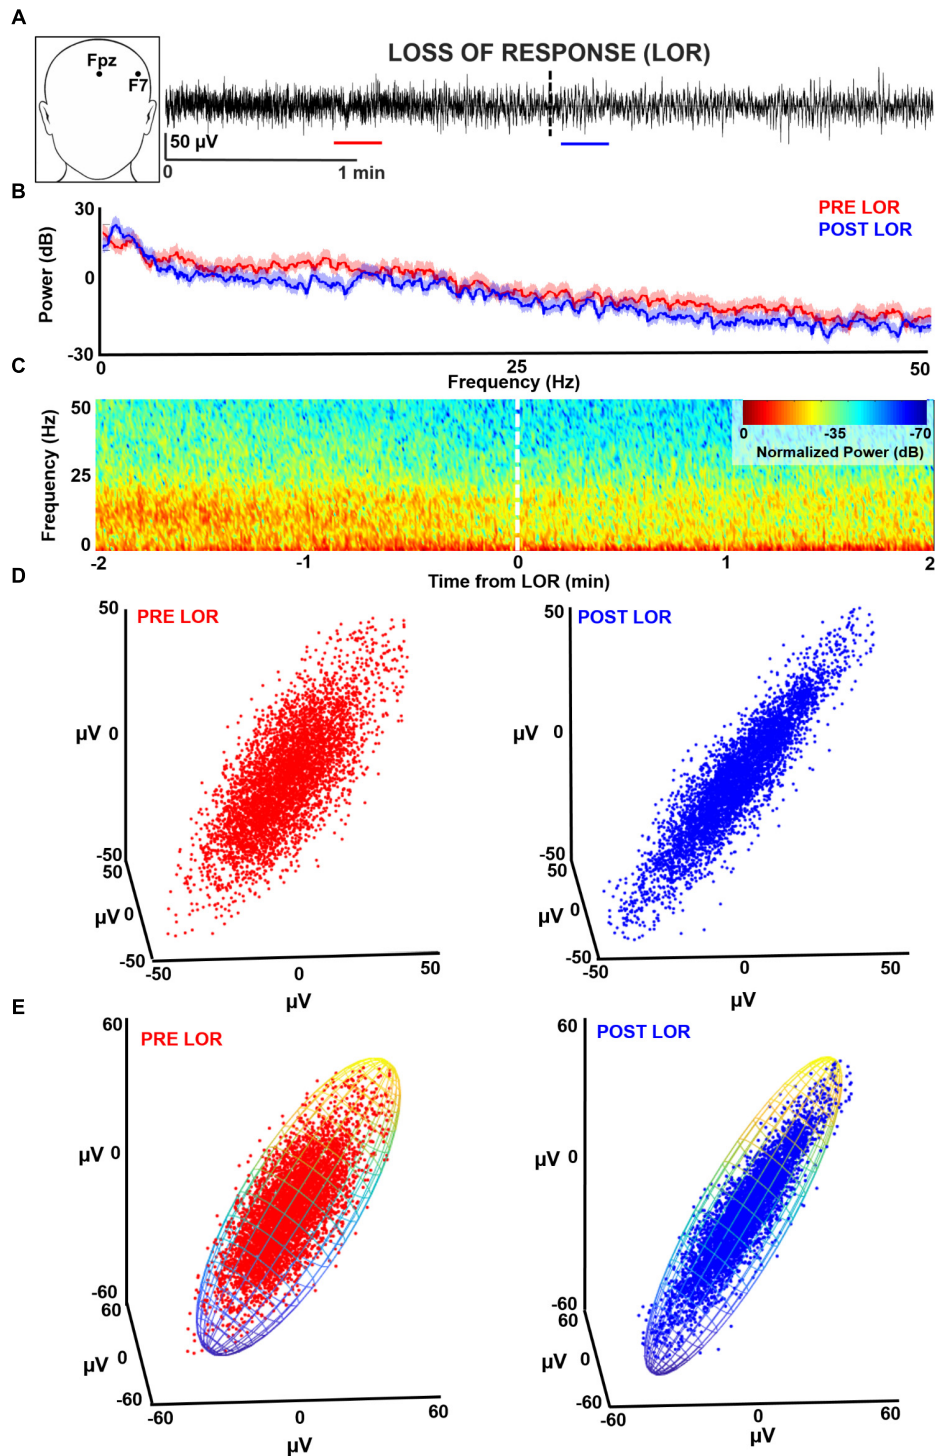 A
LOSS OF RESPONSE (LOR)
Fpz
F7
50 µV
0 1 min
B
30
PRE LOR
POST LOR
Power (dB)
0
-30
0 25 50
Frequency (Hz)
C
50
Frequency (Hz)
25
0
0 -35 -70
Normalized Power (dB)
-2 -1 0 1 2
Time from LOR (min)
D
50
PRE LOR
µV 0
-50
50
µV 0
-50
-50 0 50
µV
50
POST LOR
µV 0
-50
50
µV 0
-50
-50 0 50
µV
E
60
PRE LOR
µV 0
-60
60
µV 0
-60
-60 0 60
µV
60
POST LOR
µV 0
-60
60
µV 0
-60
-60 0 60
µV